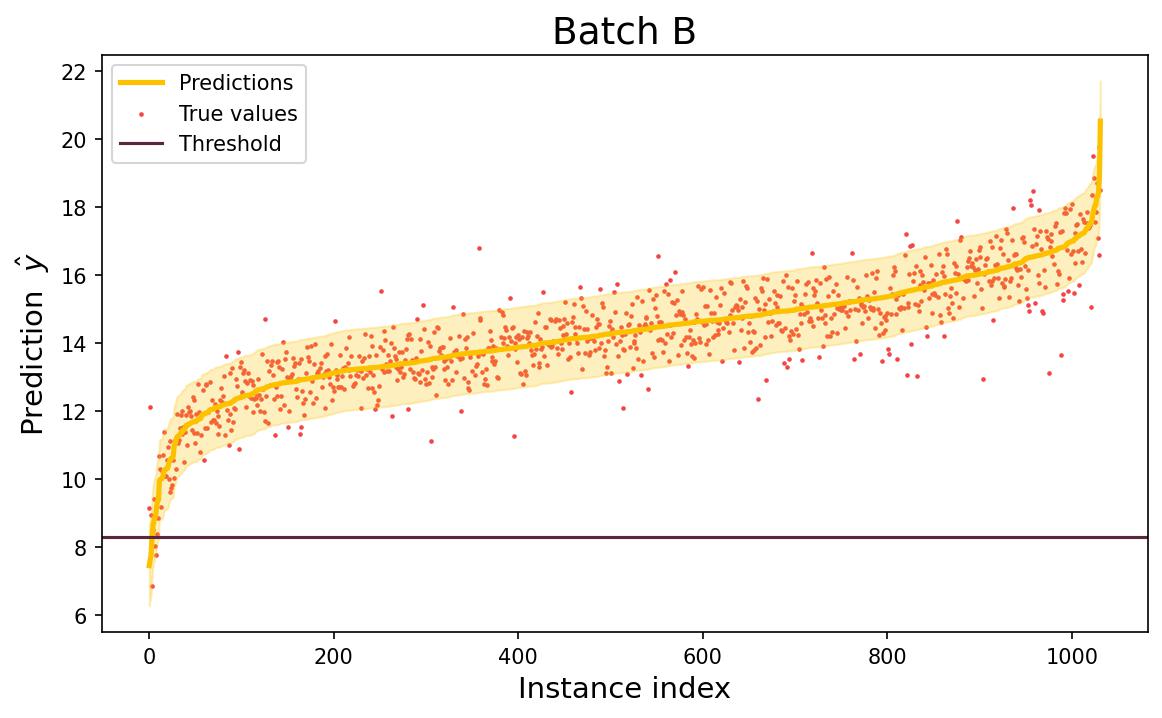 Batch B
Predictions
True values
Threshold
22
20
18
16
14
12
10
8
6
Prediction ŷ
0
200
400
600
800
1000
Instance index